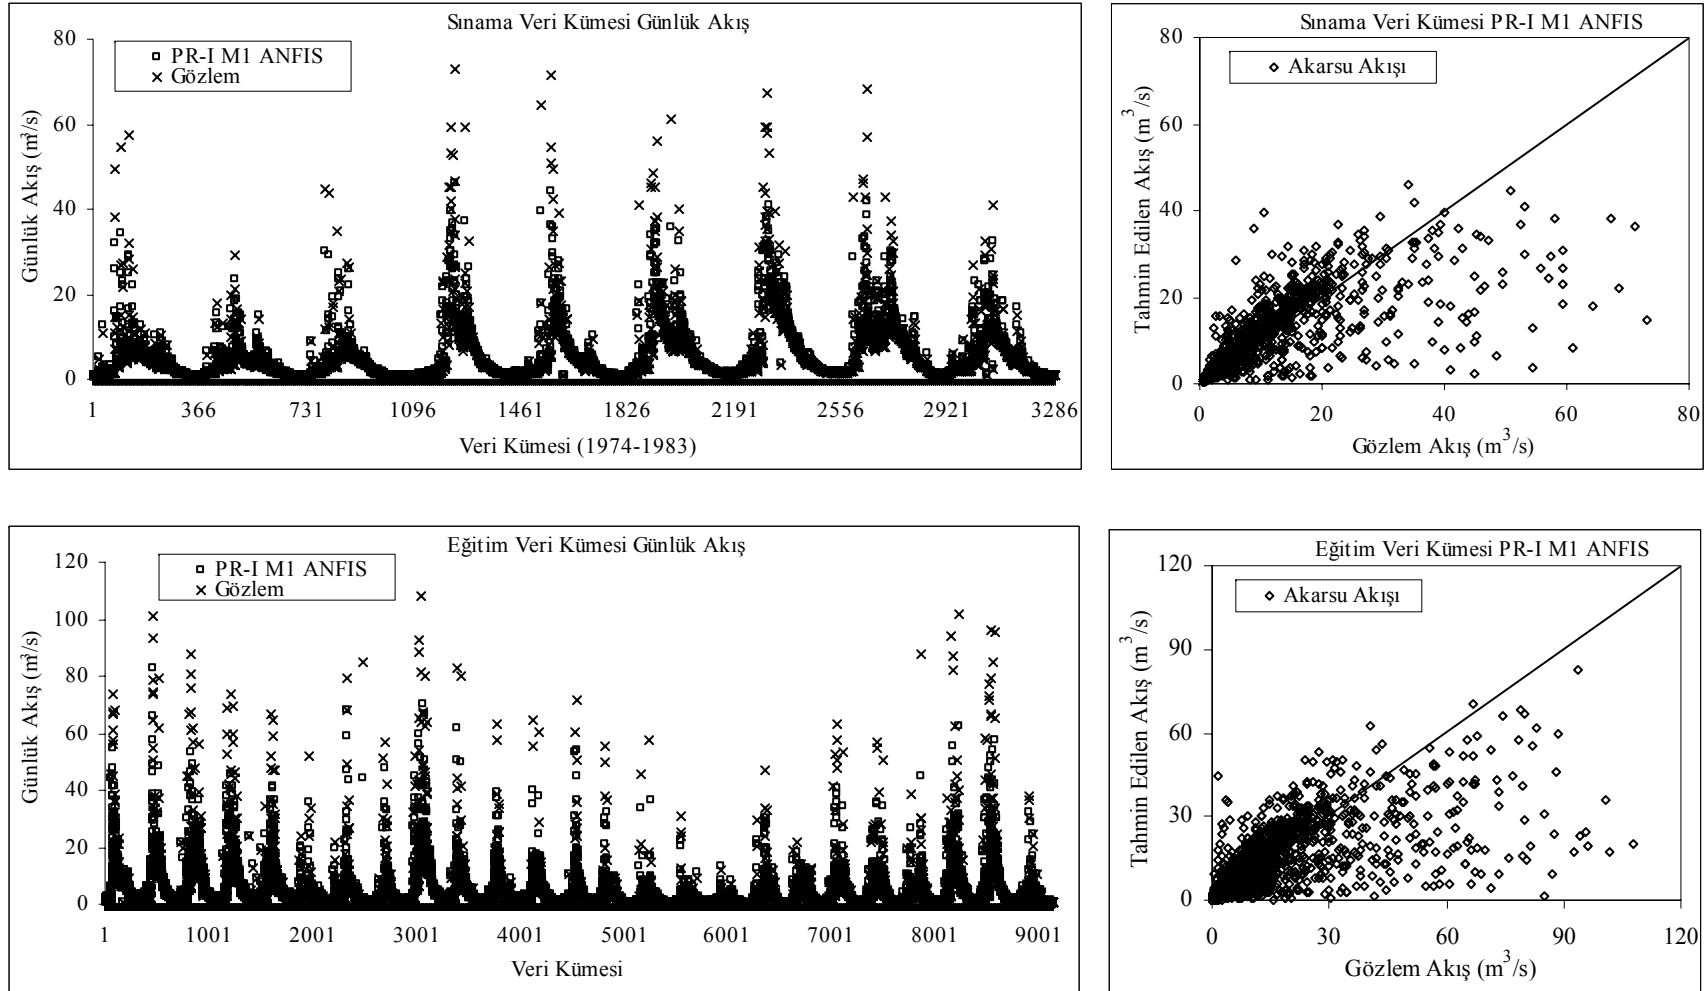 Sınama Veri Kümesi Günlük Akış
80
60
40
20
0
Günlük Akış (m³/s)
PR-I M1 ANFIS
Gözlem
1 366 731 1096 1461 1826 2191 2556 2921 3286
Veri Kümesi (1974-1983)
Sınama Veri Kümesi PR-I M1 ANFIS
80
60
40
20
0
Tahmin Edilen Akış (m³/s)
Akarsu Akışı
0 20 40 60 80
Gözlem Akış (m³/s)
Eğitim Veri Kümesi Günlük Akış
120
100
80
60
40
20
0
Günlük Akış (m³/s)
PR-I M1 ANFIS
Gözlem
1 1001 2001 3001 4001 5001 6001 7001 8001 9001
Veri Kümesi
Eğitim Veri Kümesi PR-I M1 ANFIS
120
90
60
30
0
Tahmin Edilen Akış (m³/s)
Akarsu Akışı
0 30 60 90 120
Gözlem Akış (m³/s)